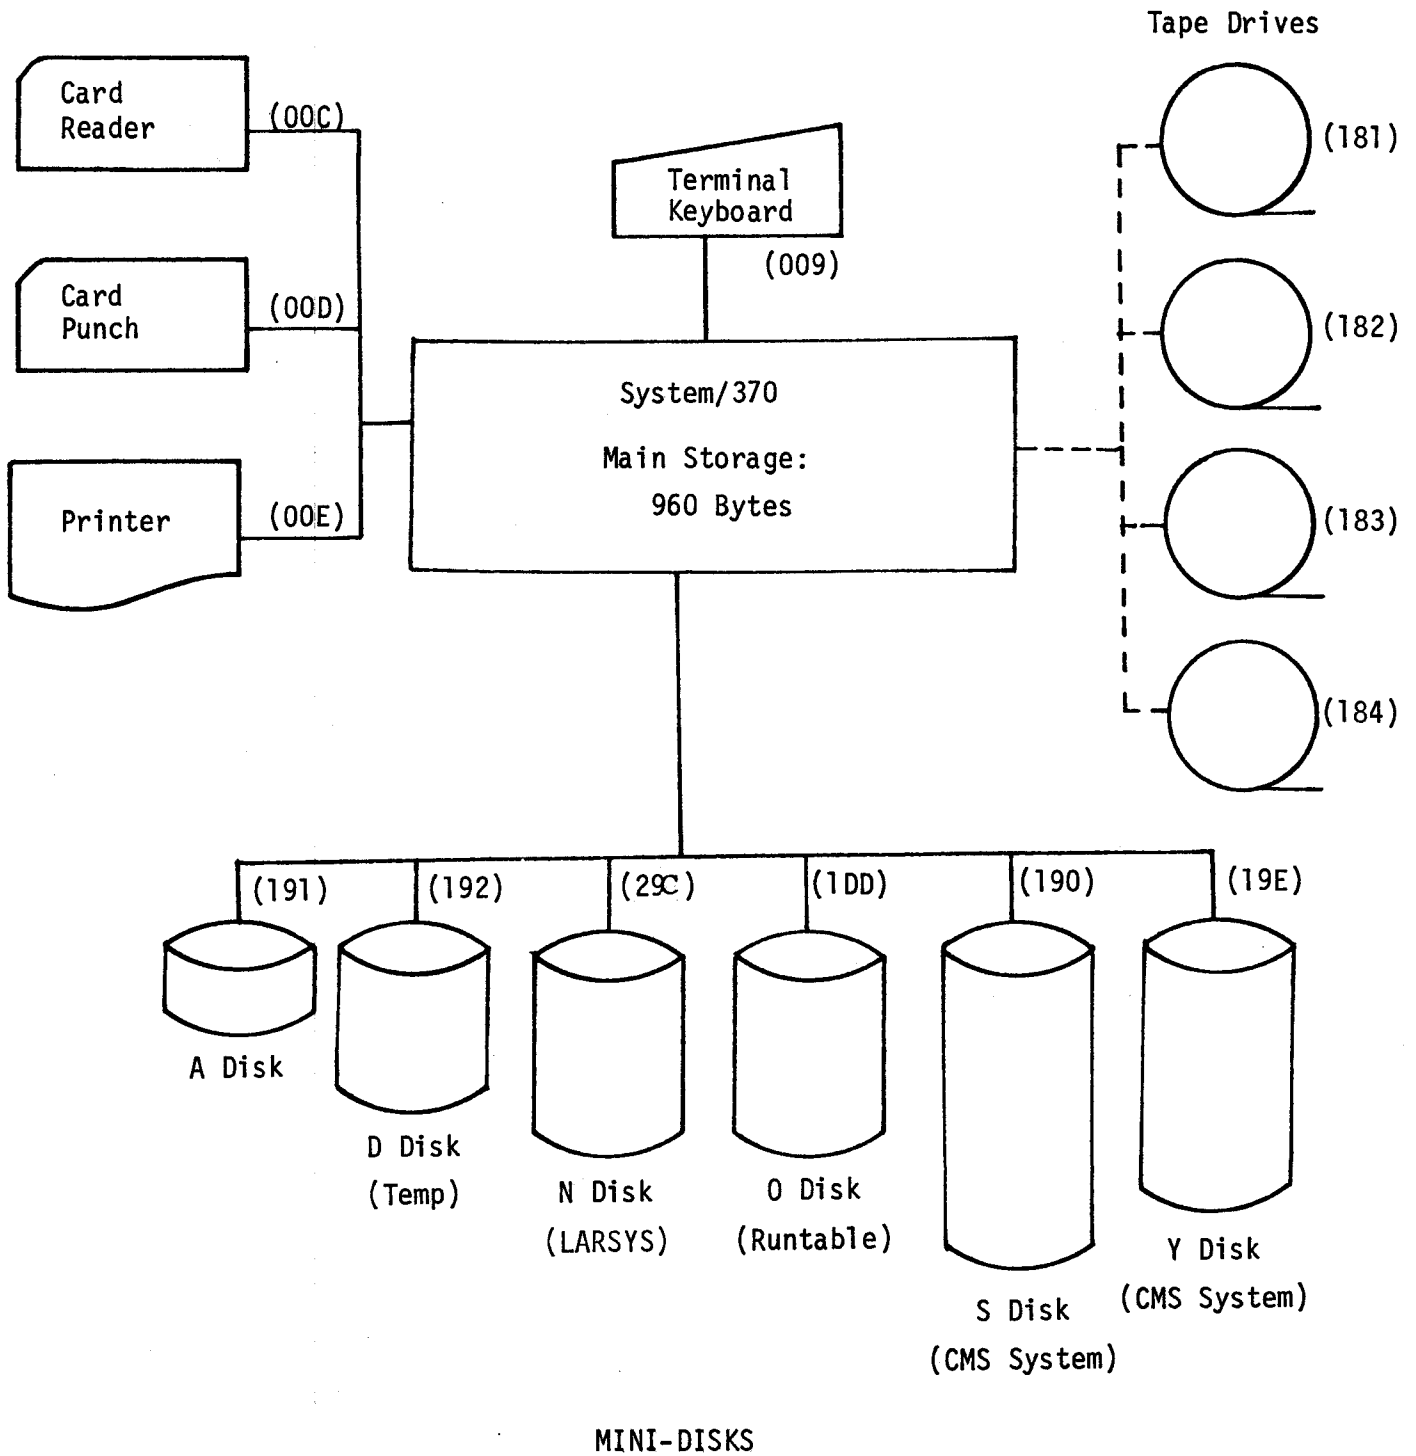 Tape Drives
Card
Reader
(00C)
Terminal
Keyboard
(009)
(181)
Card
Punch
(00D)
(182)
System/370
Main Storage:
960 Bytes
Printer
(00E)
(183)
(184)
(191)
(192)
(29C)
(1DD)
(190)
(19E)
A Disk
D Disk
(Temp)
N Disk
(LARSYS)
O Disk
(Runtable)
S Disk
(CMS System)
Y Disk
(CMS System)
MINI-DISKS